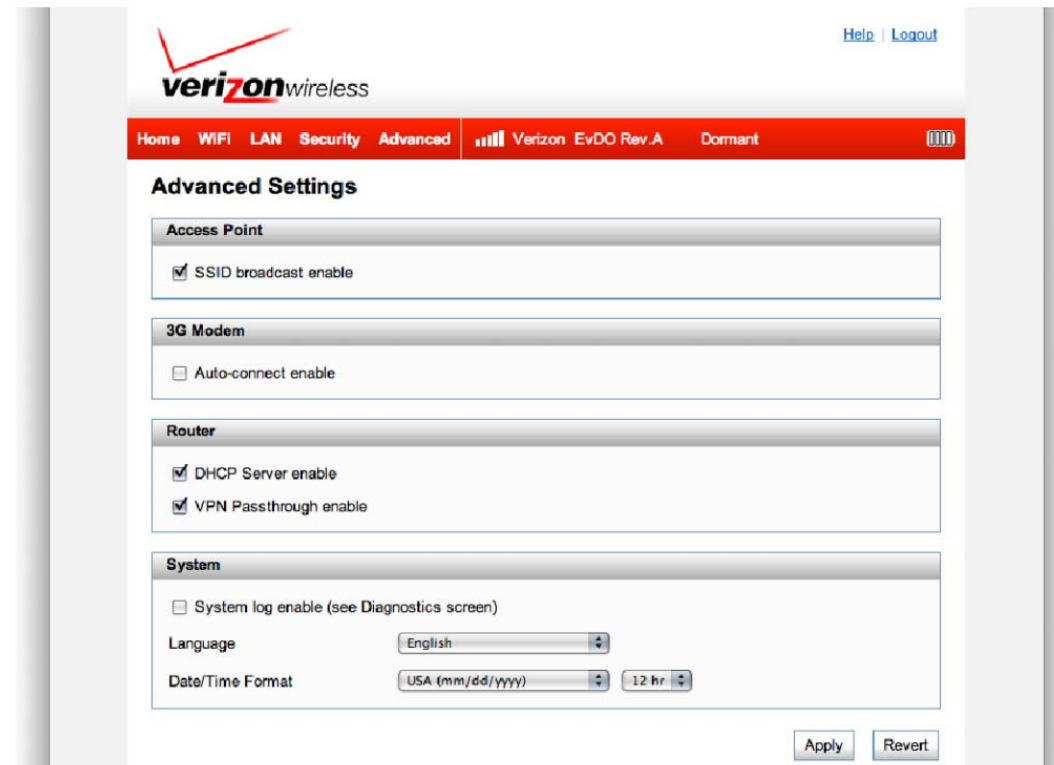 Help | Logout
verizonwireless
Home WiFi LAN Security Advanced Verizon EvDO Rev.A Dormant
Advanced Settings
Access Point
SSID broadcast enable
3G Modem
Auto-connect enable
Router
DHCP Server enable
VPN Passthrough enable
System
System log enable (see Diagnostics screen)
Language English
Date/Time Format USA (mm/dd/yyyy) 12 hr
Apply Revert